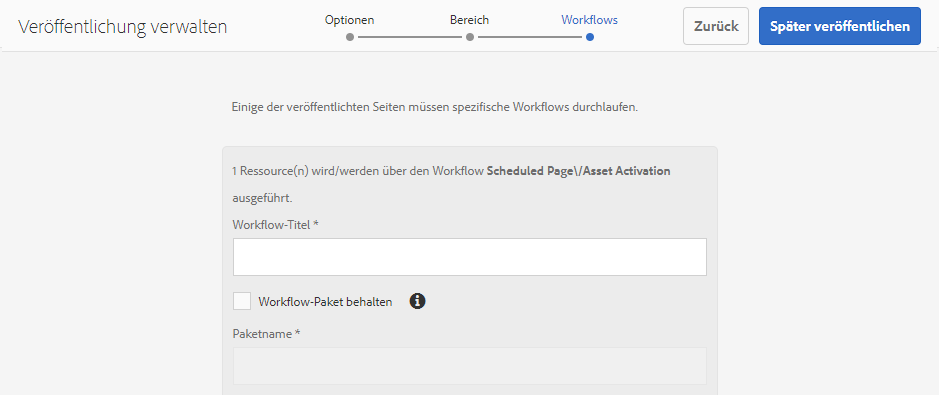 Veröffentlichung verwalten
Optionen
Bereich
Workflows
Zurück
Später veröffentlichen
Einige der veröffentlichten Seiten müssen spezifische Workflows durchlaufen.
1 Ressource(n) wird/werden über den Workflow Scheduled Page\/Asset Activation
ausgeführt.
Workflow-Titel *
Workflow-Paket behalten
Paketname *